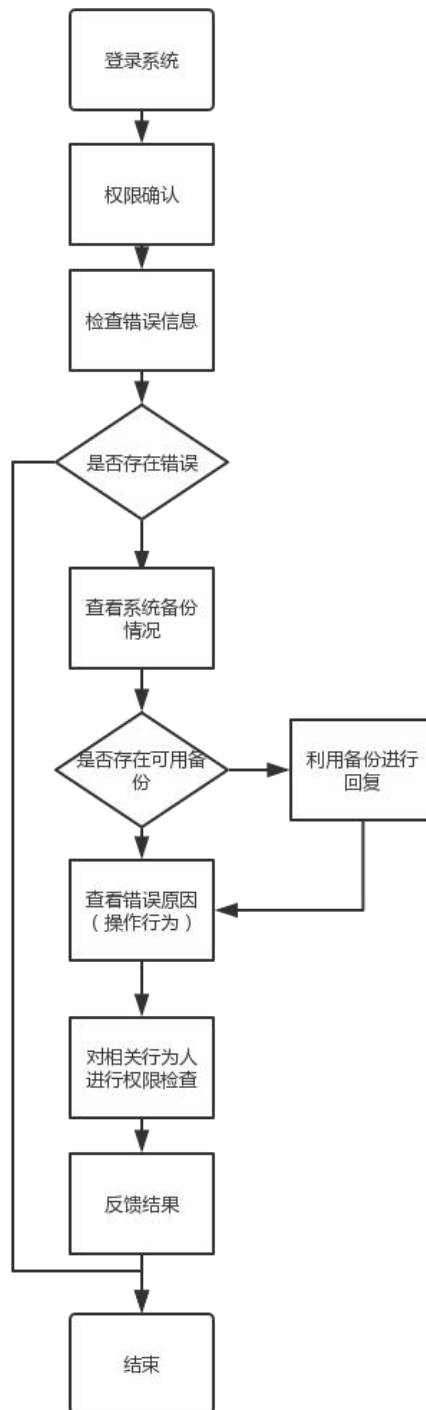 登录系统
权限确认
检查错误信息
是否存在错误
查看系统备份
情况
是否存在可用备
份
利用备份进行
回复
查看错误原因
（操作行为）
对相关行为人
进行权限检查
反馈结果
结束